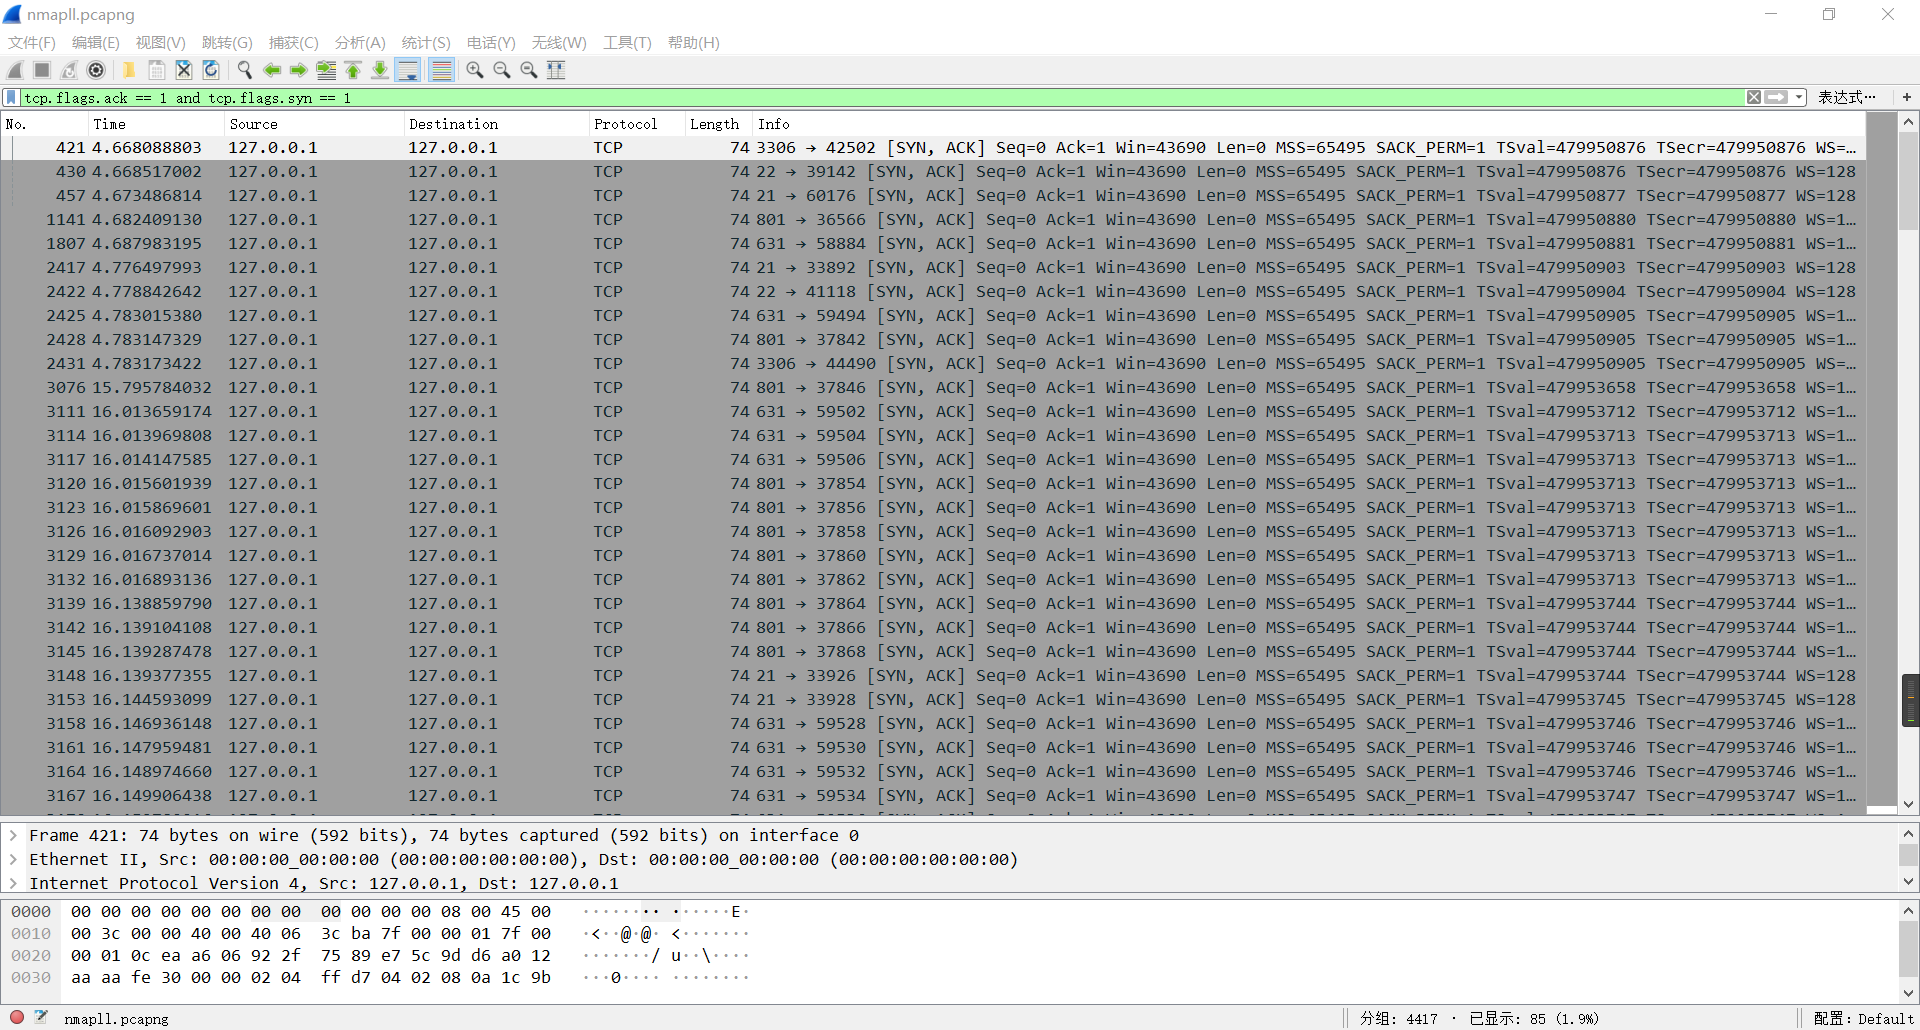 nmapll.pcapng
文件(F) 编辑(E) 视图(V) 跳转(G) 捕获(C) 分析(A) 统计(S) 电话(Y) 无线(W) 工具(T) 帮助(H)
tcp.flags.ack == 1 and tcp.flags.syn == 1 表达式… +
No. Time Source Destination Protocol Length Info
421 4.668088803 127.0.0.1 127.0.0.1 TCP 74 3306 → 42502 [SYN, ACK] Seq=0 Ack=1 Win=43690 Len=0 MSS=65495 SACK_PERM=1 TSval=479950876 TSecr=479950876 WS=…
430 4.668517002 127.0.0.1 127.0.0.1 TCP 74 22 → 39142 [SYN, ACK] Seq=0 Ack=1 Win=43690 Len=0 MSS=65495 SACK_PERM=1 TSval=479950876 TSecr=479950876 WS=128
457 4.673486814 127.0.0.1 127.0.0.1 TCP 74 21 → 60176 [SYN, ACK] Seq=0 Ack=1 Win=43690 Len=0 MSS=65495 SACK_PERM=1 TSval=479950877 TSecr=479950877 WS=128
1141 4.682409130 127.0.0.1 127.0.0.1 TCP 74 801 → 36566 [SYN, ACK] Seq=0 Ack=1 Win=43690 Len=0 MSS=65495 SACK_PERM=1 TSval=479950880 TSecr=479950880 WS=1…
1807 4.687983195 127.0.0.1 127.0.0.1 TCP 74 631 → 58884 [SYN, ACK] Seq=0 Ack=1 Win=43690 Len=0 MSS=65495 SACK_PERM=1 TSval=479950881 TSecr=479950881 WS=1…
2417 4.776497993 127.0.0.1 127.0.0.1 TCP 74 21 → 33892 [SYN, ACK] Seq=0 Ack=1 Win=43690 Len=0 MSS=65495 SACK_PERM=1 TSval=479950903 TSecr=479950903 WS=128
2422 4.778842642 127.0.0.1 127.0.0.1 TCP 74 22 → 41118 [SYN, ACK] Seq=0 Ack=1 Win=43690 Len=0 MSS=65495 SACK_PERM=1 TSval=479950904 TSecr=479950904 WS=128
2425 4.783015380 127.0.0.1 127.0.0.1 TCP 74 631 → 59494 [SYN, ACK] Seq=0 Ack=1 Win=43690 Len=0 MSS=65495 SACK_PERM=1 TSval=479950905 TSecr=479950905 WS=1…
2428 4.783147329 127.0.0.1 127.0.0.1 TCP 74 801 → 37842 [SYN, ACK] Seq=0 Ack=1 Win=43690 Len=0 MSS=65495 SACK_PERM=1 TSval=479950905 TSecr=479950905 WS=1…
2431 4.783173422 127.0.0.1 127.0.0.1 TCP 74 3306 → 44490 [SYN, ACK] Seq=0 Ack=1 Win=43690 Len=0 MSS=65495 SACK_PERM=1 TSval=479950905 TSecr=479950905 WS=…
3076 15.795784032 127.0.0.1 127.0.0.1 TCP 74 801 → 37846 [SYN, ACK] Seq=0 Ack=1 Win=43690 Len=0 MSS=65495 SACK_PERM=1 TSval=479953658 TSecr=479953658 WS=1…
3111 16.013659174 127.0.0.1 127.0.0.1 TCP 74 631 → 59502 [SYN, ACK] Seq=0 Ack=1 Win=43690 Len=0 MSS=65495 SACK_PERM=1 TSval=479953712 TSecr=479953712 WS=1…
3114 16.013969808 127.0.0.1 127.0.0.1 TCP 74 631 → 59504 [SYN, ACK] Seq=0 Ack=1 Win=43690 Len=0 MSS=65495 SACK_PERM=1 TSval=479953713 TSecr=479953713 WS=1…
3117 16.014147585 127.0.0.1 127.0.0.1 TCP 74 631 → 59506 [SYN, ACK] Seq=0 Ack=1 Win=43690 Len=0 MSS=65495 SACK_PERM=1 TSval=479953713 TSecr=479953713 WS=1…
3120 16.015601939 127.0.0.1 127.0.0.1 TCP 74 801 → 37854 [SYN, ACK] Seq=0 Ack=1 Win=43690 Len=0 MSS=65495 SACK_PERM=1 TSval=479953713 TSecr=479953713 WS=1…
3123 16.015869601 127.0.0.1 127.0.0.1 TCP 74 801 → 37856 [SYN, ACK] Seq=0 Ack=1 Win=43690 Len=0 MSS=65495 SACK_PERM=1 TSval=479953713 TSecr=479953713 WS=1…
3126 16.016092903 127.0.0.1 127.0.0.1 TCP 74 801 → 37858 [SYN, ACK] Seq=0 Ack=1 Win=43690 Len=0 MSS=65495 SACK_PERM=1 TSval=479953713 TSecr=479953713 WS=1…
3129 16.016737014 127.0.0.1 127.0.0.1 TCP 74 801 → 37860 [SYN, ACK] Seq=0 Ack=1 Win=43690 Len=0 MSS=65495 SACK_PERM=1 TSval=479953713 TSecr=479953713 WS=1…
3132 16.016893136 127.0.0.1 127.0.0.1 TCP 74 801 → 37862 [SYN, ACK] Seq=0 Ack=1 Win=43690 Len=0 MSS=65495 SACK_PERM=1 TSval=479953713 TSecr=479953713 WS=1…
3139 16.138859790 127.0.0.1 127.0.0.1 TCP 74 801 → 37864 [SYN, ACK] Seq=0 Ack=1 Win=43690 Len=0 MSS=65495 SACK_PERM=1 TSval=479953744 TSecr=479953744 WS=1…
3142 16.139104108 127.0.0.1 127.0.0.1 TCP 74 801 → 37866 [SYN, ACK] Seq=0 Ack=1 Win=43690 Len=0 MSS=65495 SACK_PERM=1 TSval=479953744 TSecr=479953744 WS=1…
3145 16.139287478 127.0.0.1 127.0.0.1 TCP 74 801 → 37868 [SYN, ACK] Seq=0 Ack=1 Win=43690 Len=0 MSS=65495 SACK_PERM=1 TSval=479953744 TSecr=479953744 WS=1…
3148 16.139377355 127.0.0.1 127.0.0.1 TCP 74 21 → 33926 [SYN, ACK] Seq=0 Ack=1 Win=43690 Len=0 MSS=65495 SACK_PERM=1 TSval=479953744 TSecr=479953744 WS=128
3153 16.144593099 127.0.0.1 127.0.0.1 TCP 74 21 → 33928 [SYN, ACK] Seq=0 Ack=1 Win=43690 Len=0 MSS=65495 SACK_PERM=1 TSval=479953745 TSecr=479953745 WS=128
3158 16.146936148 127.0.0.1 127.0.0.1 TCP 74 631 → 59528 [SYN, ACK] Seq=0 Ack=1 Win=43690 Len=0 MSS=65495 SACK_PERM=1 TSval=479953746 TSecr=479953746 WS=1…
3161 16.147959481 127.0.0.1 127.0.0.1 TCP 74 631 → 59530 [SYN, ACK] Seq=0 Ack=1 Win=43690 Len=0 MSS=65495 SACK_PERM=1 TSval=479953746 TSecr=479953746 WS=1…
3164 16.148974660 127.0.0.1 127.0.0.1 TCP 74 631 → 59532 [SYN, ACK] Seq=0 Ack=1 Win=43690 Len=0 MSS=65495 SACK_PERM=1 TSval=479953746 TSecr=479953746 WS=1…
3167 16.149906438 127.0.0.1 127.0.0.1 TCP 74 631 → 59534 [SYN, ACK] Seq=0 Ack=1 Win=43690 Len=0 MSS=65495 SACK_PERM=1 TSval=479953747 TSecr=479953747 WS=1…
Frame 421: 74 bytes on wire (592 bits), 74 bytes captured (592 bits) on interface 0
Ethernet II, Src: 00:00:00_00:00:00 (00:00:00:00:00:00), Dst: 00:00:00_00:00:00 (00:00:00:00:00:00)
Internet Protocol Version 4, Src: 127.0.0.1, Dst: 127.0.0.1
0000 00 00 00 00 00 00 00 00 00 00 00 00 08 00 45 00 ········ ······E·
0010 00 3c 00 00 40 00 40 06 3c ba 7f 00 00 01 7f 00 ·<··@·@· <·······
0020 00 01 0c ea a6 06 92 2f 75 89 e7 5c 9d d6 a0 12 ·······/ u··\····
0030 aa aa fe 30 00 00 02 04 ff d7 04 02 08 0a 1c 9b ···0···· ········
nmapll.pcapng 分组: 4417 · 已显示: 85 (1.9%) 配置: Default